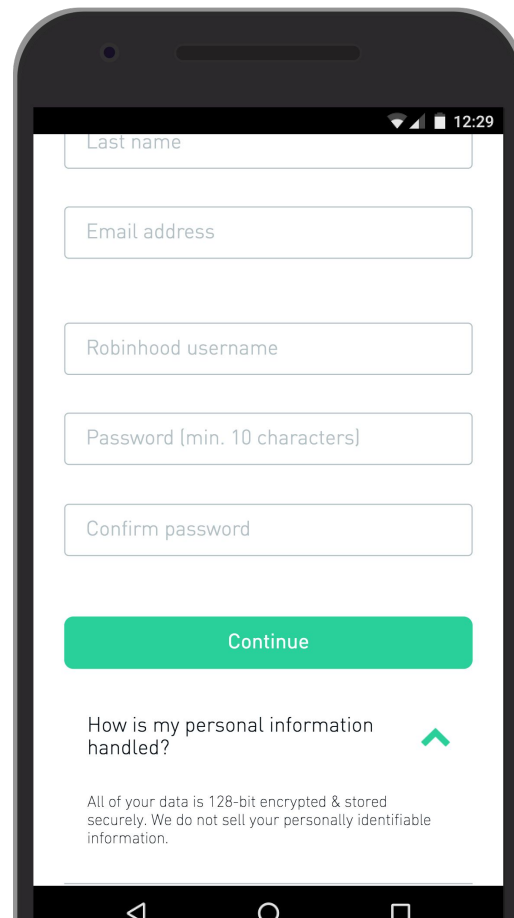 12:29
Last name
Email address
Robinhood username
Password (min. 10 characters)
Confirm password
Continue
How is my personal information
handled?
All of your data is 128-bit encrypted & stored
securely. We do not sell your personally identifiable
information.